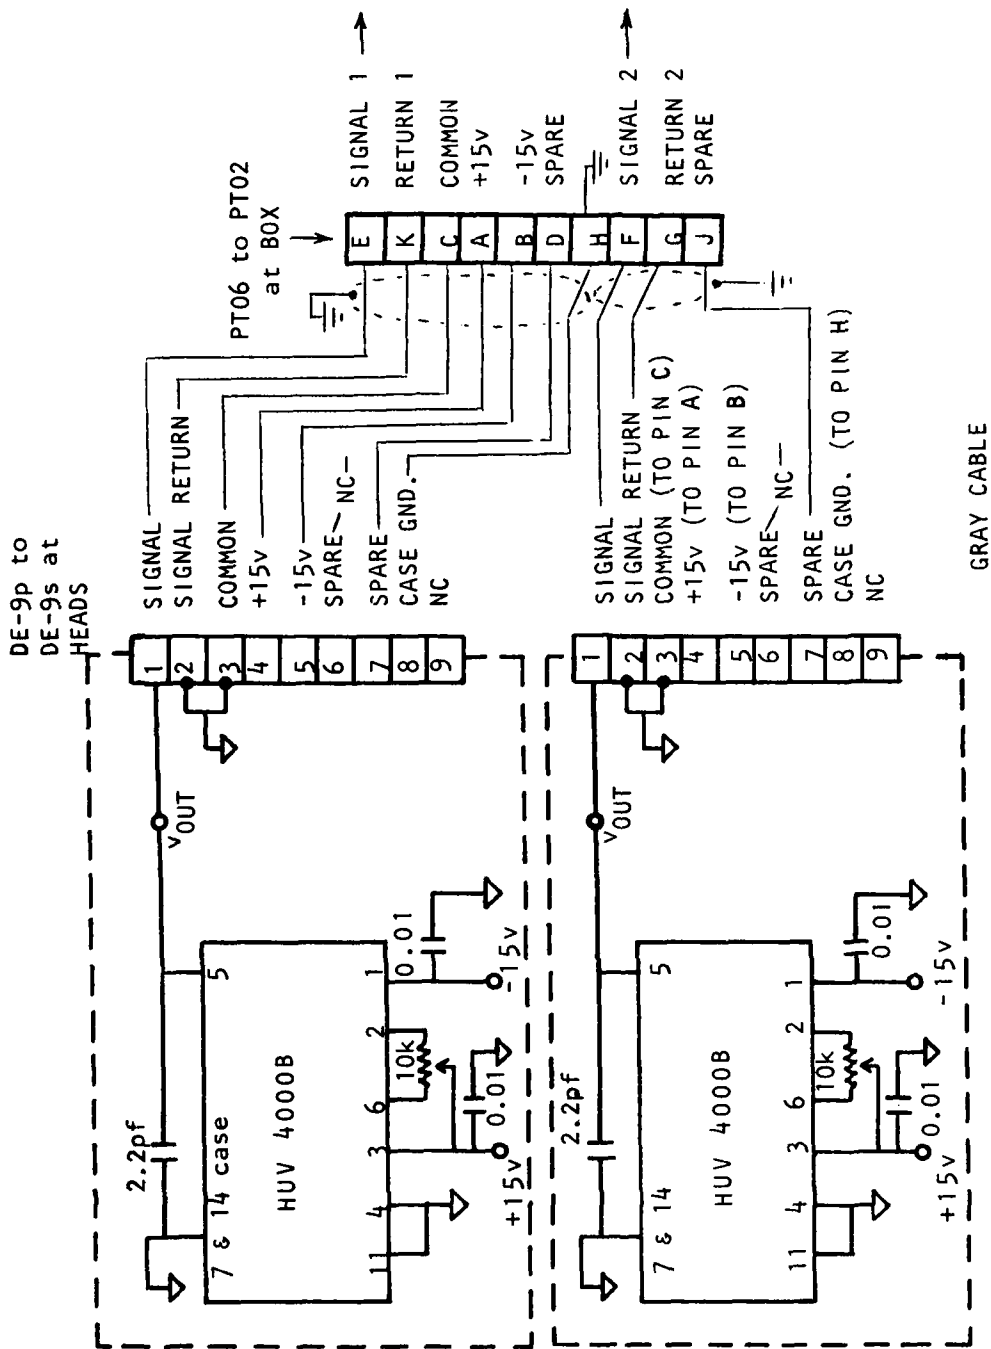 DE-9p to
DE-9s at
HEADS
PT06 to PT02
at BOX
2.2pf
7 & 14 case
5
HUV 4000B
11
4
3
6
2
1
10k
0.01
0.01
+15v
-15v
vOUT
1
2
3
4
5
6
7
8
9
SIGNAL
SIGNAL RETURN
COMMON
+15v
-15v
SPARE NC
SPARE
CASE GND.
NC
E
K
C
A
B
D
H
F
G
J
SIGNAL 1
RETURN 1
COMMON
+15v
-15v
SPARE
SIGNAL 2
RETURN 2
SPARE
2.2pf
7 & 14
5
HUV 4000B
11
4
3
6
2
1
10k
0.01
0.01
+15v
-15v
vOUT
1
2
3
4
5
6
7
8
9
SIGNAL
SIGNAL RETURN
COMMON (TO PIN C)
+15v (TO PIN A)
-15v (TO PIN B)
SPARE NC
SPARE
CASE GND. (TO PIN H)
NC
GRAY CABLE